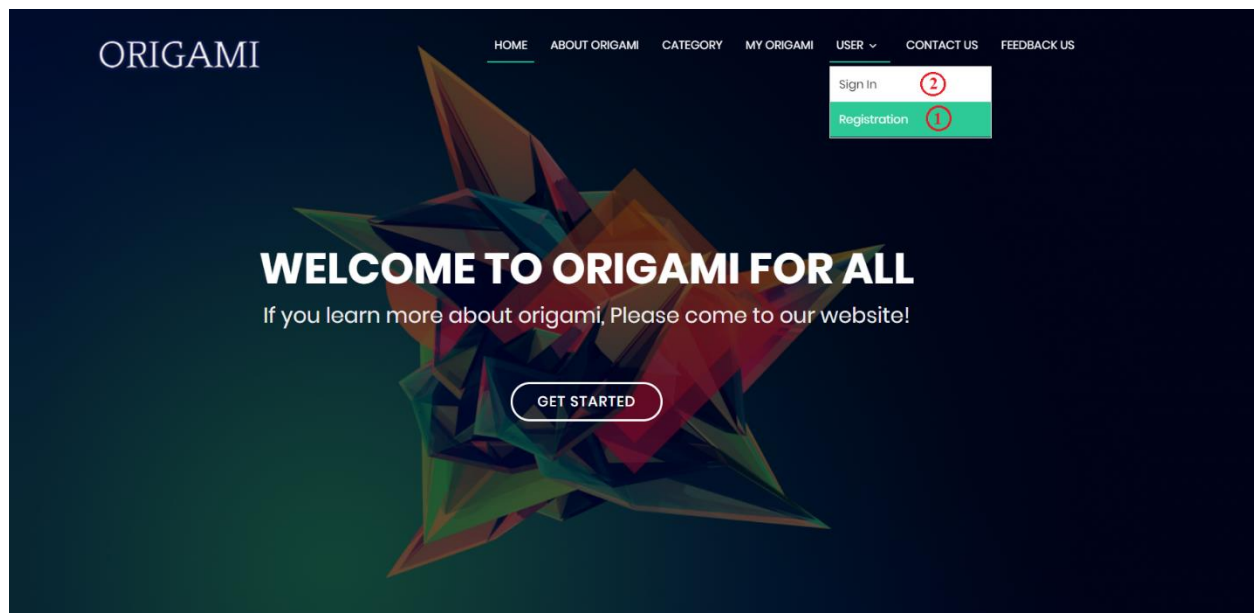 ORIGAMI
HOME ABOUT ORIGAMI CATEGORY MY ORIGAMI USER CONTACT US FEEDBACK US
Sign In 2
Registration 1
WELCOME TO ORIGAMI FOR ALL
If you learn more about origami, Please come to our website!
GET STARTED